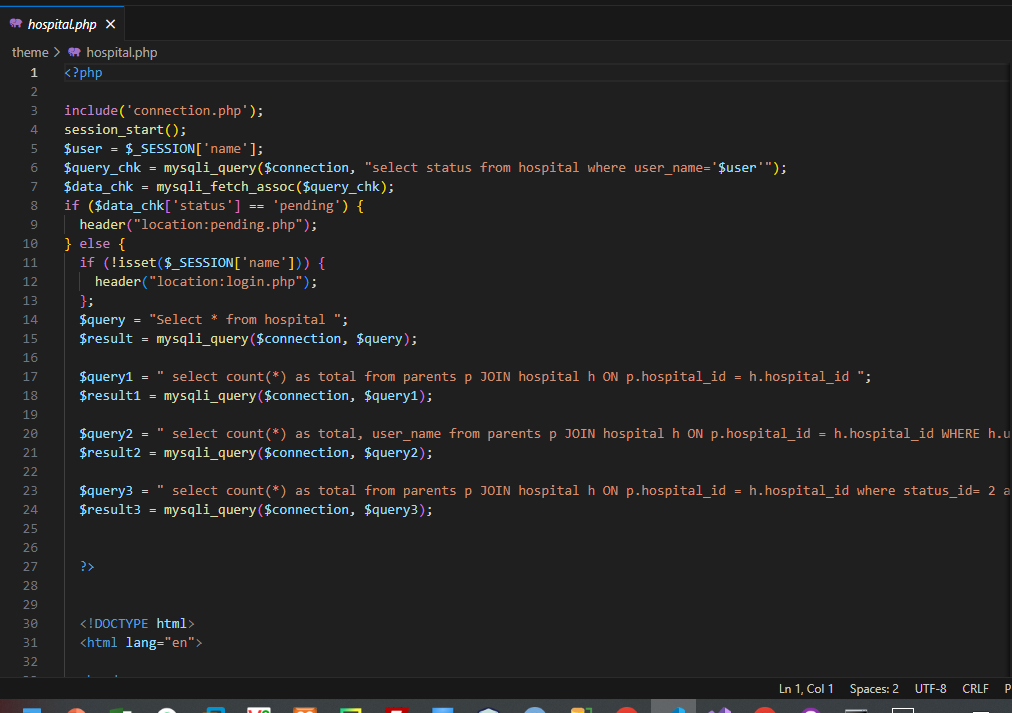 hospital.php ×
theme > hospital.php
1 <?php
2
3 include('connection.php');
4 session_start();
5 $user = $_SESSION['name'];
6 $query_chk = mysqli_query($connection, "select status from hospital where user_name='$user'");
7 $data_chk = mysqli_fetch_assoc($query_chk);
8 if ($data_chk['status'] == 'pending') {
9 header("location:pending.php");
10 } else {
11 if (!isset($_SESSION['name'])) {
12 header("location:login.php");
13 };
14 $query = "Select * from hospital ";
15 $result = mysqli_query($connection, $query);
16
17 $query1 = " select count(*) as total from parents p JOIN hospital h ON p.hospital_id = h.hospital_id ";
18 $result1 = mysqli_query($connection, $query1);
19
20 $query2 = " select count(*) as total, user_name from parents p JOIN hospital h ON p.hospital_id = h.hospital_id WHERE h.u
21 $result2 = mysqli_query($connection, $query2);
22
23 $query3 = " select count(*) as total from parents p JOIN hospital h ON p.hospital_id = h.hospital_id where status_id= 2 a
24 $result3 = mysqli_query($connection, $query3);
25
26
27 ?>
28
29
30 <!DOCTYPE html>
31 <html lang="en">
32
Ln 1, Col 1 Spaces: 2 UTF-8 CRLF P